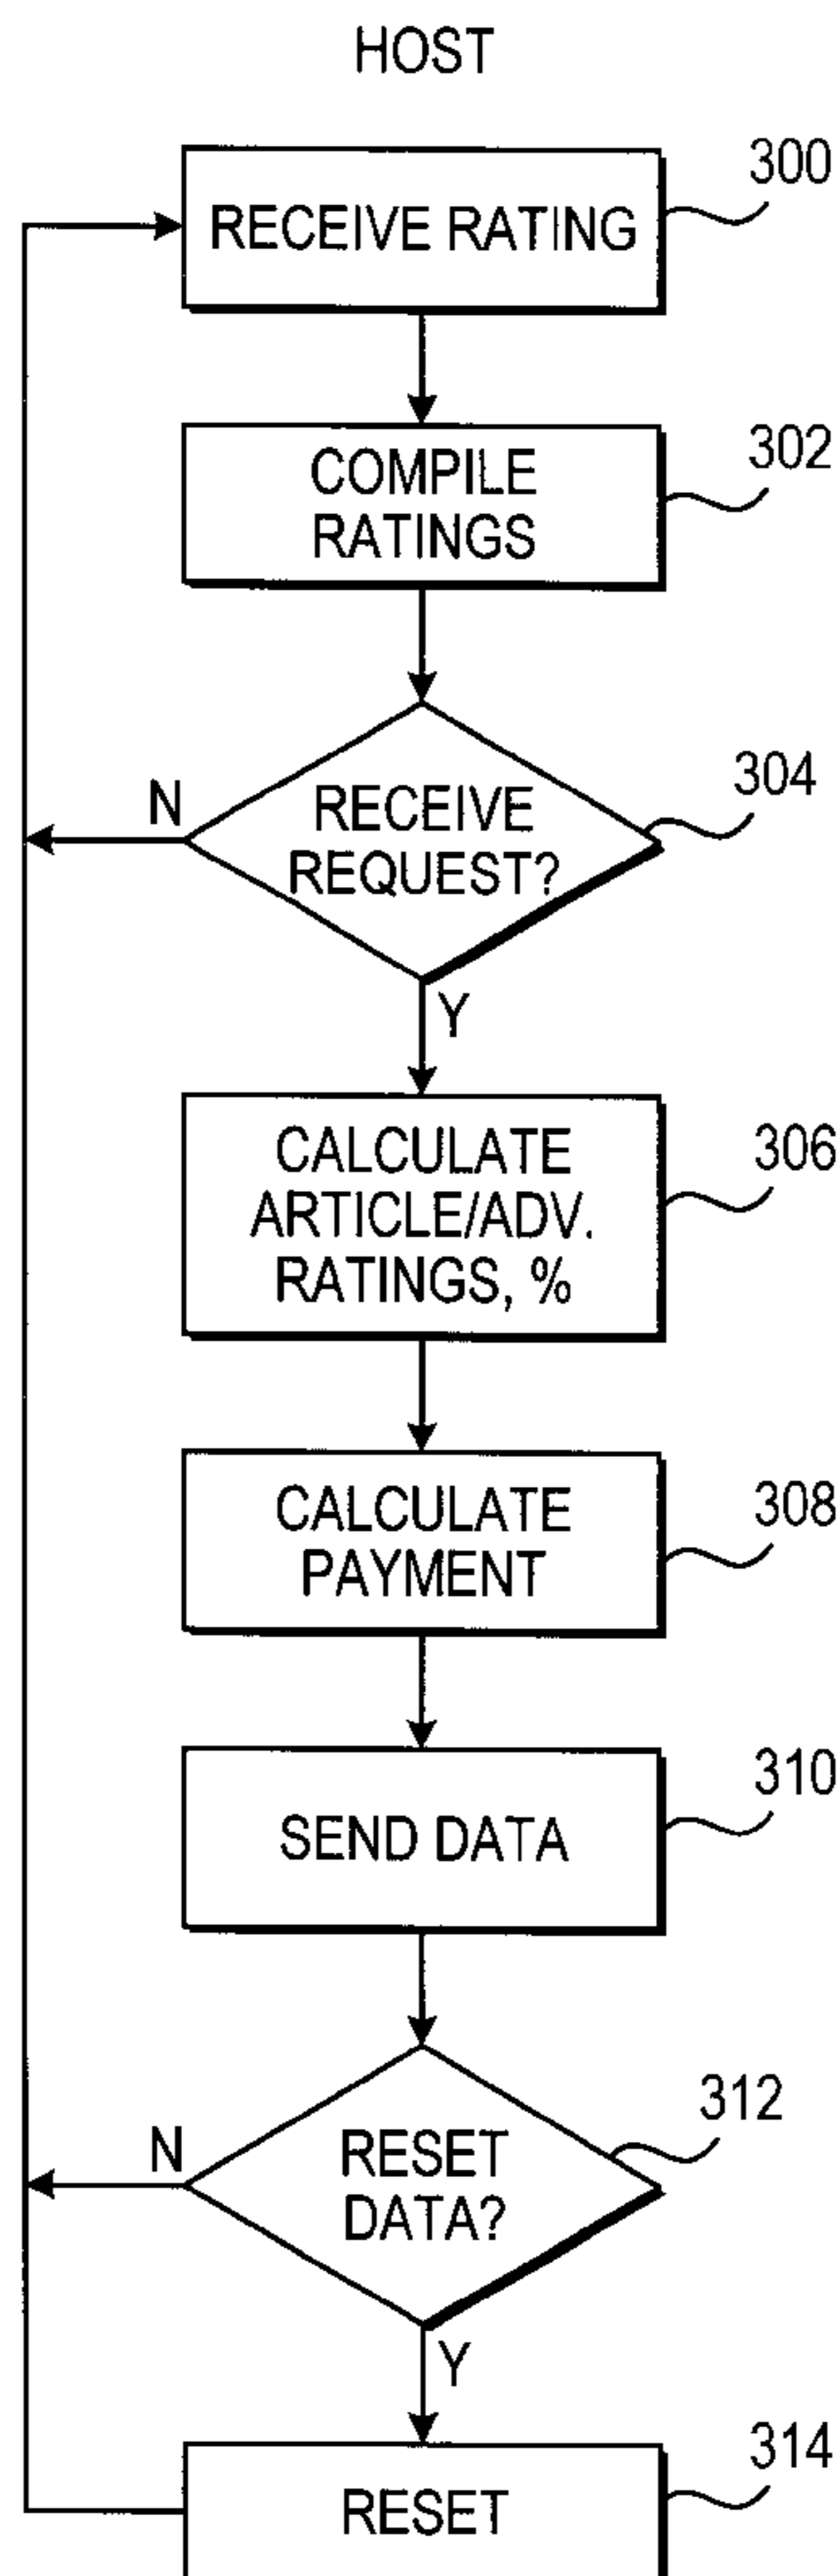 HOST
300
RECEIVE RATING
302
COMPILE
RATINGS
304
N
RECEIVE
REQUEST?
Y
306
CALCULATE
ARTICLE/ADV.
RATINGS, %
308
CALCULATE
PAYMENT
310
SEND DATA
312
N
RESET
DATA?
Y
314
RESET